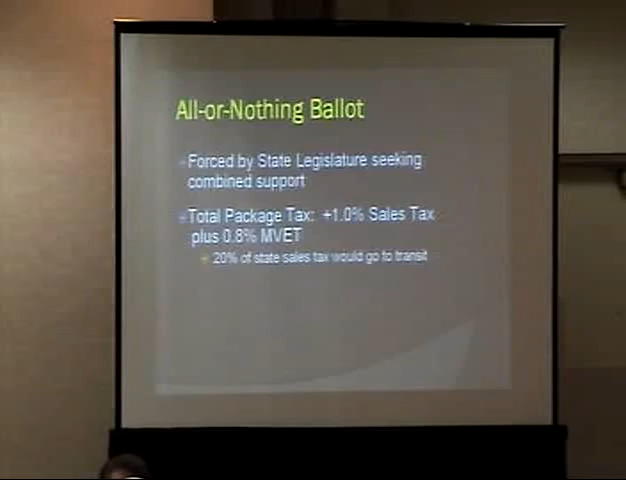 All-or-Nothing Ballot
Forced by State Legislature seeking
combined support
Total Package Tax: +1.0% Sales Tax
plus 0.8% MVET
20% of state sales tax would go to transit